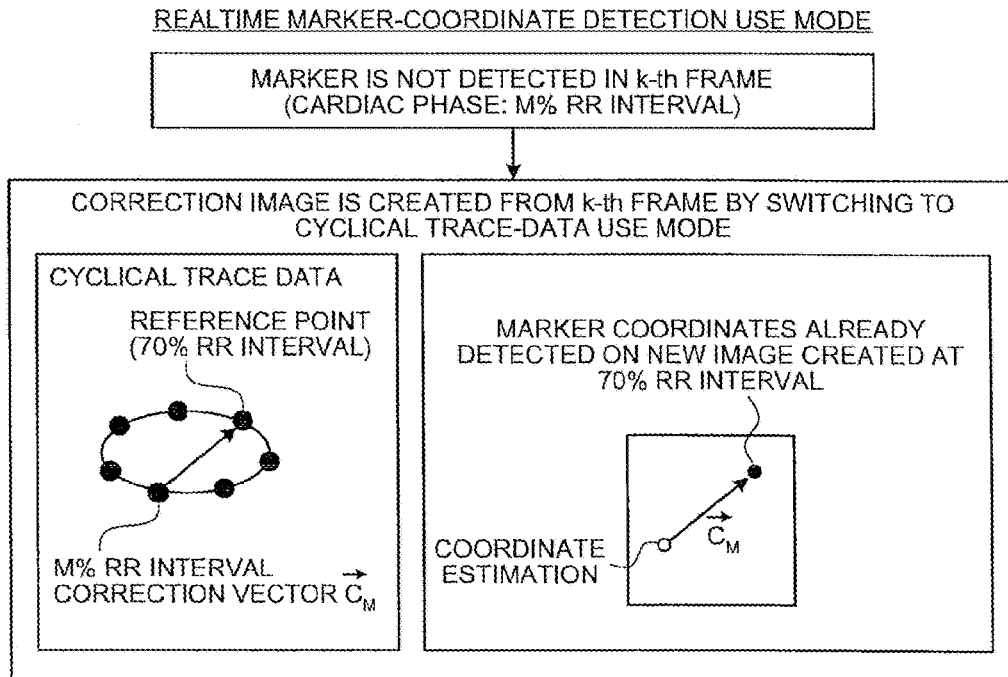 REALTIME MARKER-COORDINATE DETECTION USE MODE
MARKER IS NOT DETECTED IN k-th FRAME
(CARDIAC PHASE: M% RR INTERVAL)
CORRECTION IMAGE IS CREATED FROM k-th FRAME BY SWITCHING TO
CYCLICAL TRACE-DATA USE MODE
CYCLICAL TRACE DATA
REFERENCE POINT
(70% RR INTERVAL)
M% RR INTERVAL
CORRECTION VECTOR C_M
MARKER COORDINATES ALREADY
DETECTED ON NEW IMAGE CREATED AT
70% RR INTERVAL
C_M
COORDINATE
ESTIMATION